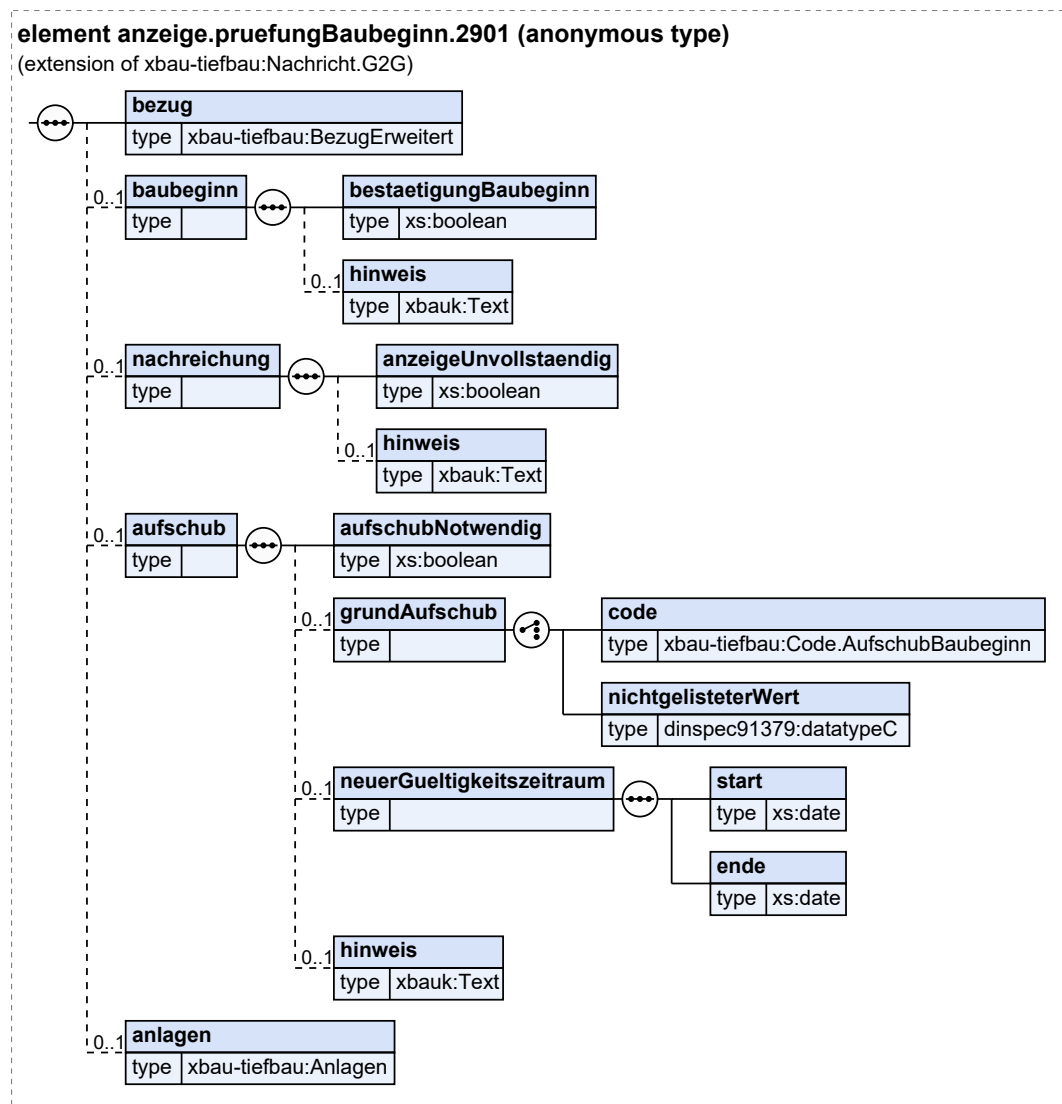 element anzeige.pruefungBaubeginn.2901 (anonymous type)
(extension of xbau-tiefbau:Nachricht.G2G)
bezug
type xbau-tiefbau:BezugErweitert
0..1 baubeginn
type
bestaetigungBaubeginn
type xs:boolean
0..1 hinweis
type xbauk:Text
0..1 nachreichung
type
anzeigeUnvollstaendig
type xs:boolean
0..1 hinweis
type xbauk:Text
0..1 aufschub
type
aufschubNotwendig
type xs:boolean
0..1 grundAufschub
type
code
type xbau-tiefbau:Code.AufschubBaubeginn
nichtgelisteterWert
type dinspec91379:datatypeC
0..1 neuerGueltigkeitszeitraum
type
start
type xs:date
ende
type xs:date
0..1 hinweis
type xbauk:Text
0..1 anlagen
type xbau-tiefbau:Anlagen